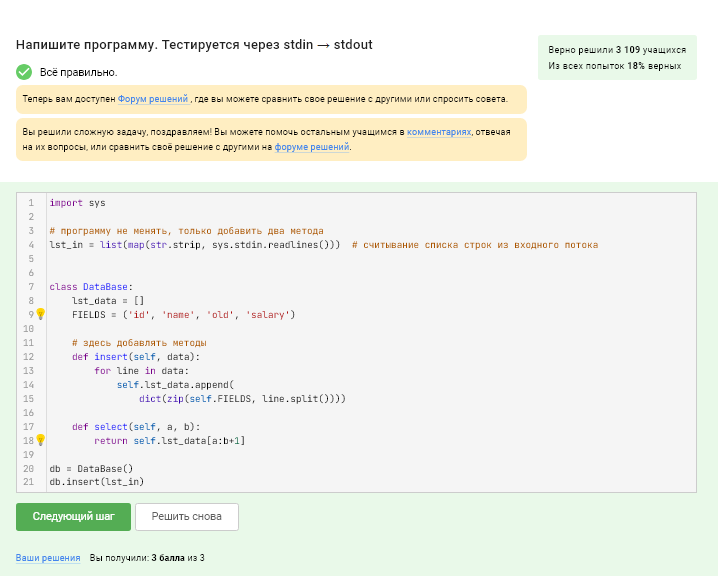 Напишите программу. Тестируется через stdin → stdout
Верно решили 3 109 учащихся
Из всех попыток 18% верных
Всё правильно.
Теперь вам доступен Форум решений, где вы можете сравнить свое решение с другими или спросить совета.
Вы решили сложную задачу, поздравляем! Вы можете помочь остальным учащимся в комментариях, отвечая
на их вопросы, или сравнить своё решение с другими на форуме решений.
1 import sys
2
3 # программу не менять, только добавить два метода
4 lst_in = list(map(str.strip, sys.stdin.readlines()))  # считывание списка строк из входного потока
5
6
7 class DataBase:
8     lst_data = []
9     FIELDS = ('id', 'name', 'old', 'salary')
10
11     # здесь добавлять методы
12     def insert(self, data):
13         for line in data:
14             self.lst_data.append(
15                 dict(zip(self.FIELDS, line.split())))
16
17     def select(self, a, b):
18         return self.lst_data[a:b+1]
19
20 db = DataBase()
21 db.insert(lst_in)
Следующий шаг
Решить снова
Ваши решения Вы получили: 3 балла из 3